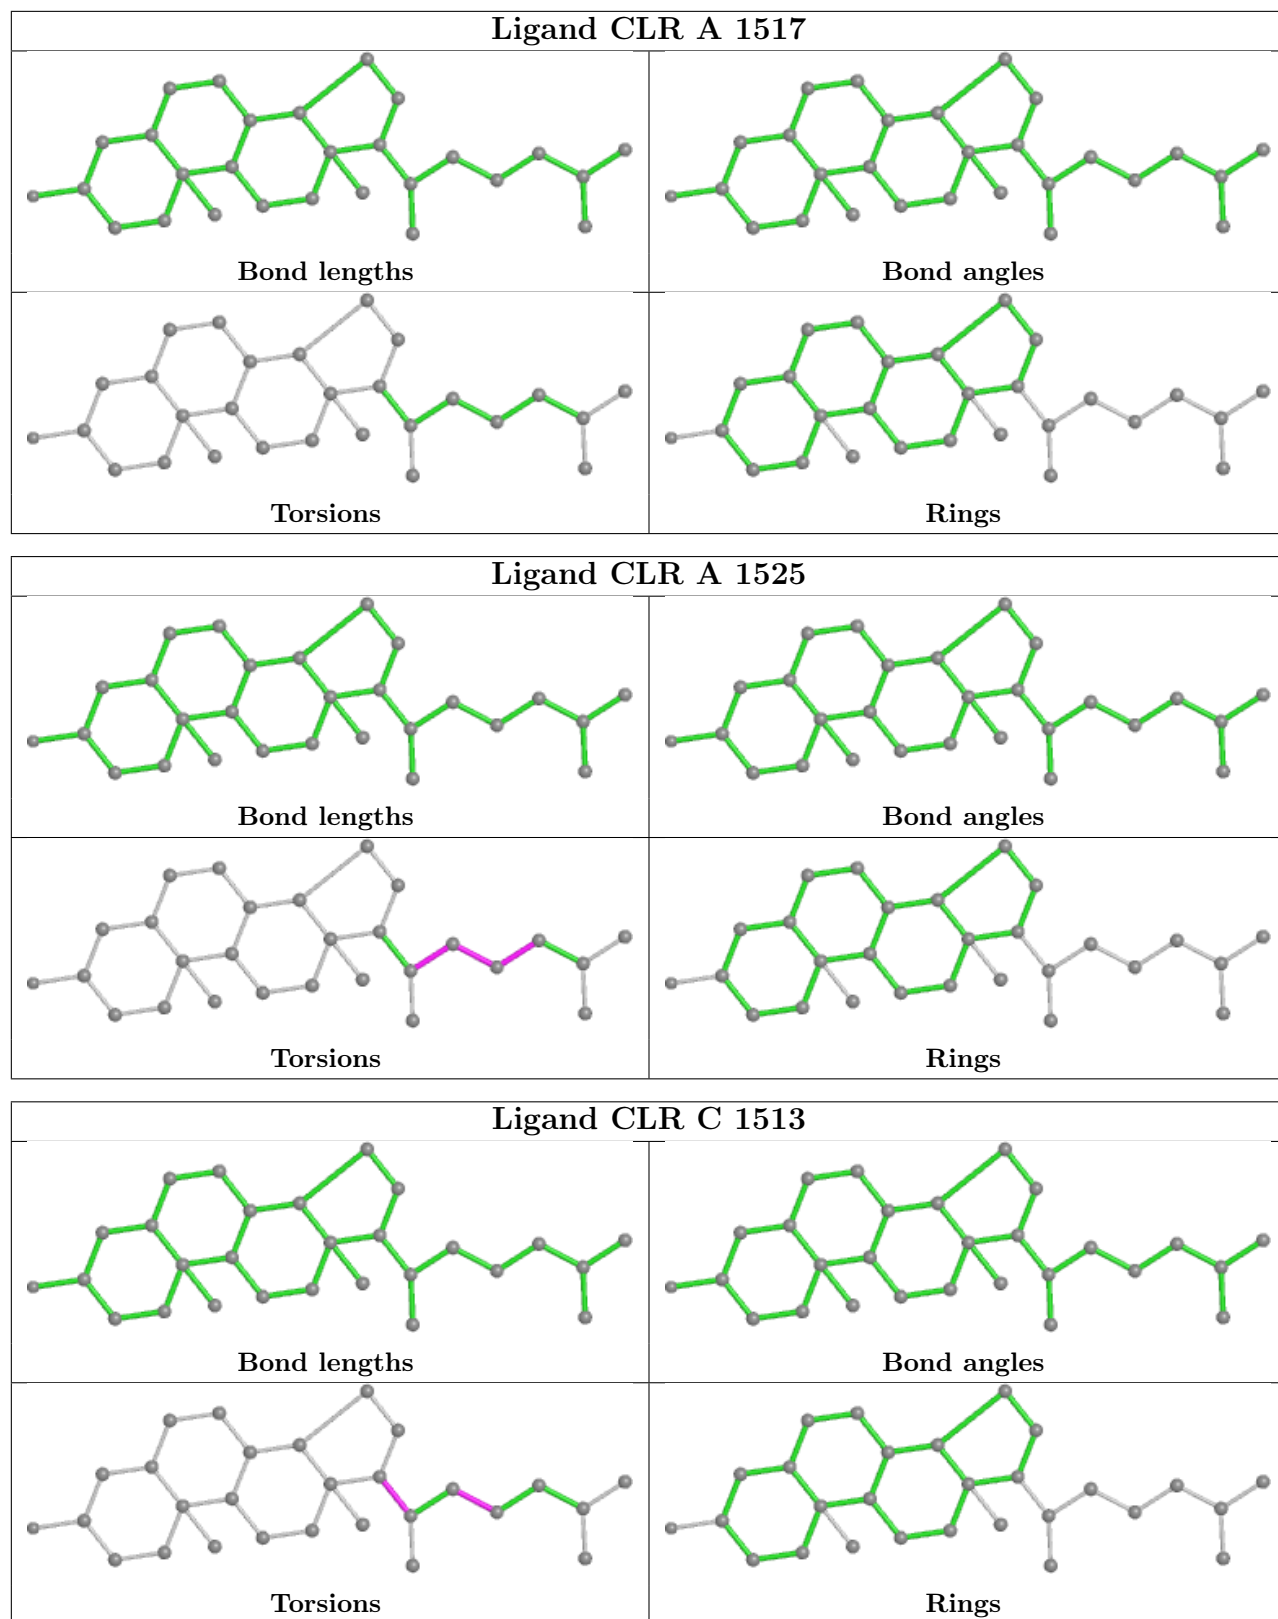 Ligand CLR A 1517
Bond lengths
Bond angles
Torsions
Rings
Ligand CLR A 1525
Bond lengths
Bond angles
Torsions
Rings
Ligand CLR C 1513
Bond lengths
Bond angles
Torsions
Rings